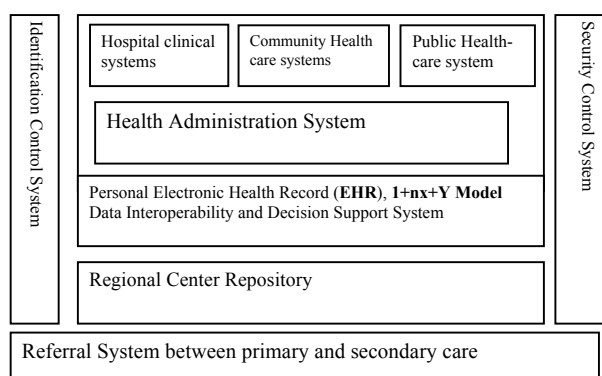 Identification Control System
Hospital clinical
systems
Community Health
care systems
Public Health-
care system
Health Administration System
Personal Electronic Health Record (EHR), 1+nx+Y Model
Data Interoperability and Decision Support System
Regional Center Repository
Security Control System
Referral System between primary and secondary care